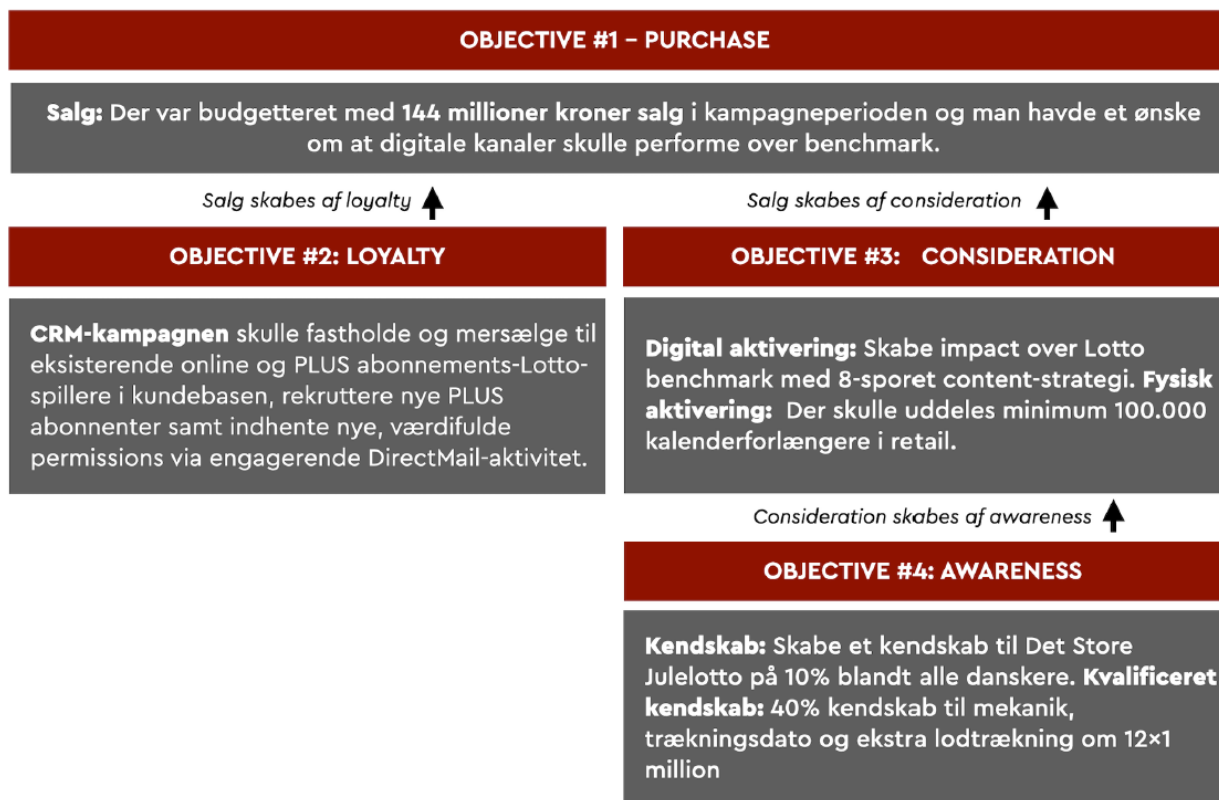 OBJECTIVE #1 – PURCHASE
Salg: Der var budgetteret med 144 millioner kroner salg i kampagneperioden og man havde et ønske
om at digitale kanaler skulle performe over benchmark.
Salg skabes af loyalty
Salg skabes af consideration
OBJECTIVE #2: LOYALTY
CRM-kampagnen skulle fastholde og mersælge til
eksisterende online og PLUS abonnements-Lotto-
spillere i kundebasen, rekruttere nye PLUS
abonnenter samt indhente nye, værdifulde
permissions via engagerende DirectMail-aktivitet.
OBJECTIVE #3: CONSIDERATION
Digital aktivering: Skabe impact over Lotto
benchmark med 8-sporet content-strategi. Fysisk
aktivering: Der skulle uddeles minimum 100.000
kalenderforlængere i retail.
Consideration skabes af awareness
OBJECTIVE #4: AWARENESS
Kendskab: Skabe et kendskab til Det Store
Julelotto på 10% blandt alle danskere. Kvalificeret
kendskab: 40% kendskab til mekanik,
trækningsdato og ekstra lodtrækning om 12×1
million